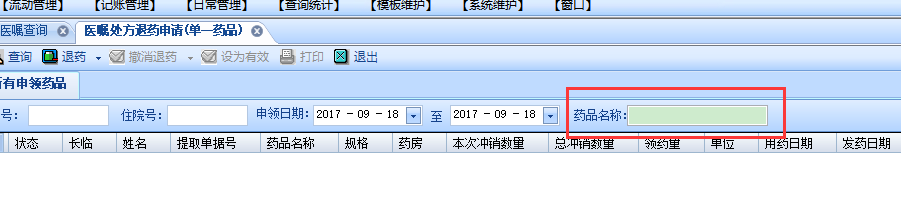 【流动管理】 【记账管理】 【日常管理】 【查询统计】 【模板维护】 【系统维护】 【窗口】
医嘱查询 医嘱处方退药申请(单一药品)
查询 退药 撤消退药 设为有效 打印 退出
所有申领药品
号: 住院号: 申领日期: 2017-09-18 至 2017-09-18 药品名称:
状态 长临 姓名 提取单据号 药品名称 规格 药房 本次冲销数量 总冲销数量 领药量 单位 用药日期 发药日期